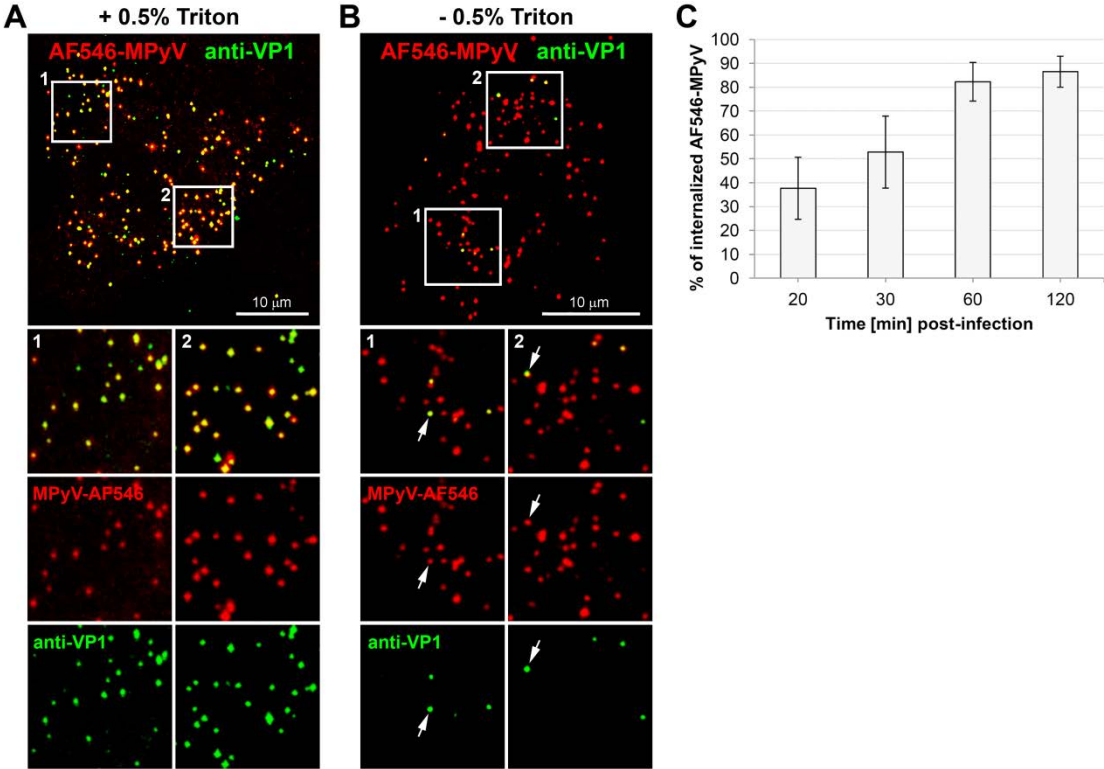 A
+ 0.5% Triton
AF546-MPyV anti-VP1
1
2
10 µm
1
2
MPyV-AF546
anti-VP1
B
- 0.5% Triton
AF546-MPyV anti-VP1
2
1
10 µm
1
2
MPyV-AF546
anti-VP1
C
% of internalized AF546-MPyV
100
90
80
70
60
50
40
30
20
10
0
20 30 60 120
Time [min] post-infection